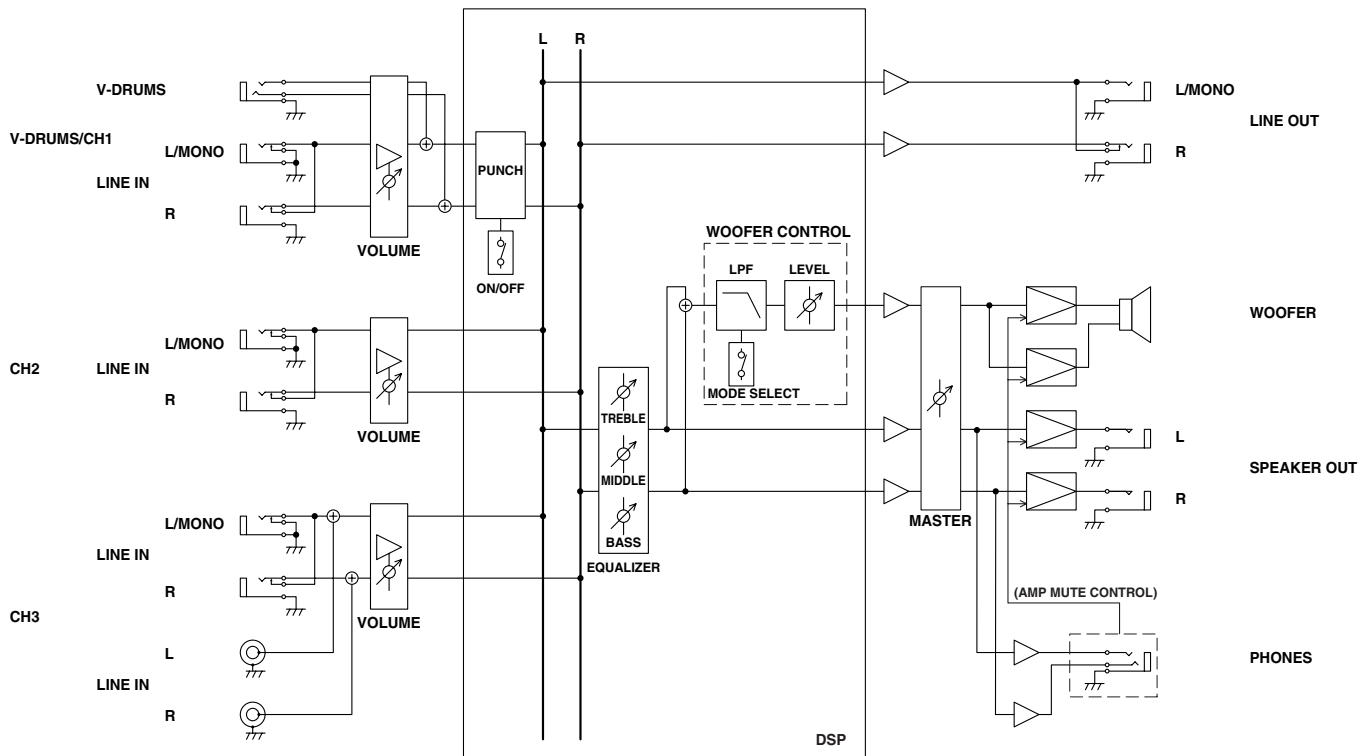 L R
V-DRUMS
L/MONO
V-DRUMS/CH1
LINE OUT
L/MONO
R
PUNCH
LINE IN
R
VOLUME
ON/OFF
WOOFER CONTROL
LPF LEVEL
MODE SELECT
WOOFER
L/MONO
CH2 LINE IN
R
VOLUME
TREBLE
MIDDLE
BASS
EQUALIZER
MASTER
L
SPEAKER OUT
R
L/MONO
LINE IN
R
VOLUME
CH3
L
LINE IN
R
(AMP MUTE CONTROL)
PHONES
DSP